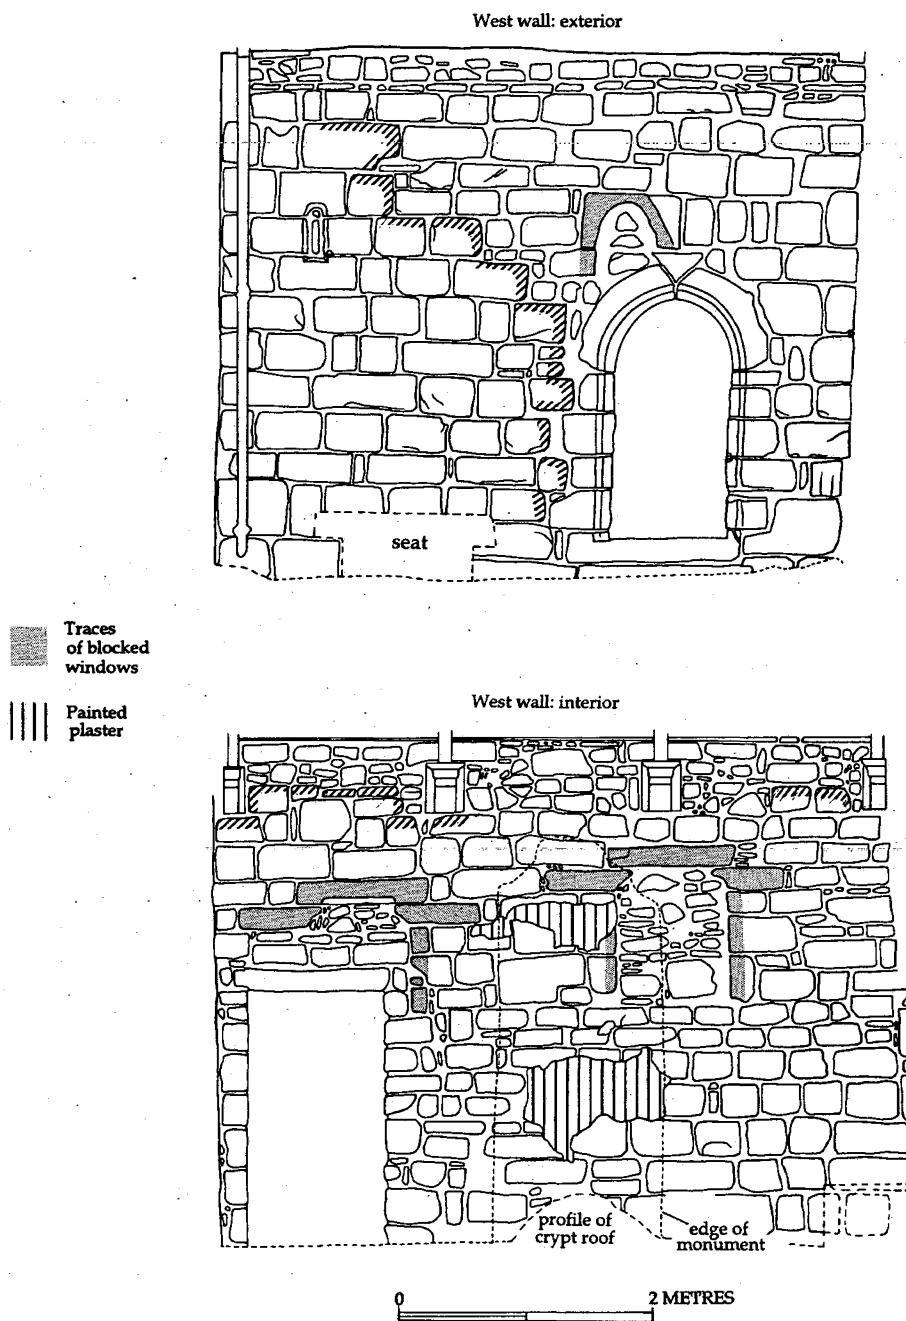 West wall: exterior
seat
Traces
of blocked
windows
Painted
plaster
West wall: interior
profile of
crypt roof
edge of
monument
0 2 METRES